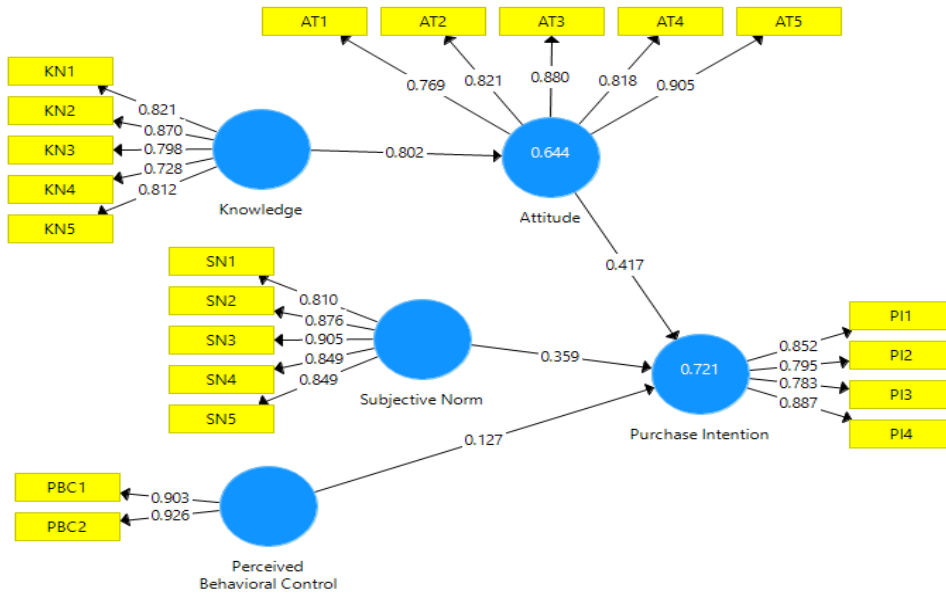 AT1 AT2 AT3 AT4 AT5
0.769 0.821 0.880 0.818 0.905
KN1
KN2
KN3
KN4
KN5
0.821
0.870
0.798
0.728
0.812
Knowledge
0.802
0.644
Attitude
0.417
SN1
SN2
SN3
SN4
SN5
0.810
0.876
0.905
0.849
0.849
Subjective Norm
0.359
0.721
Purchase Intention
0.852
0.795
0.783
0.887
PI1
PI2
PI3
PI4
0.127
PBC1
PBC2
0.903
0.926
Perceived
Behavioral Control